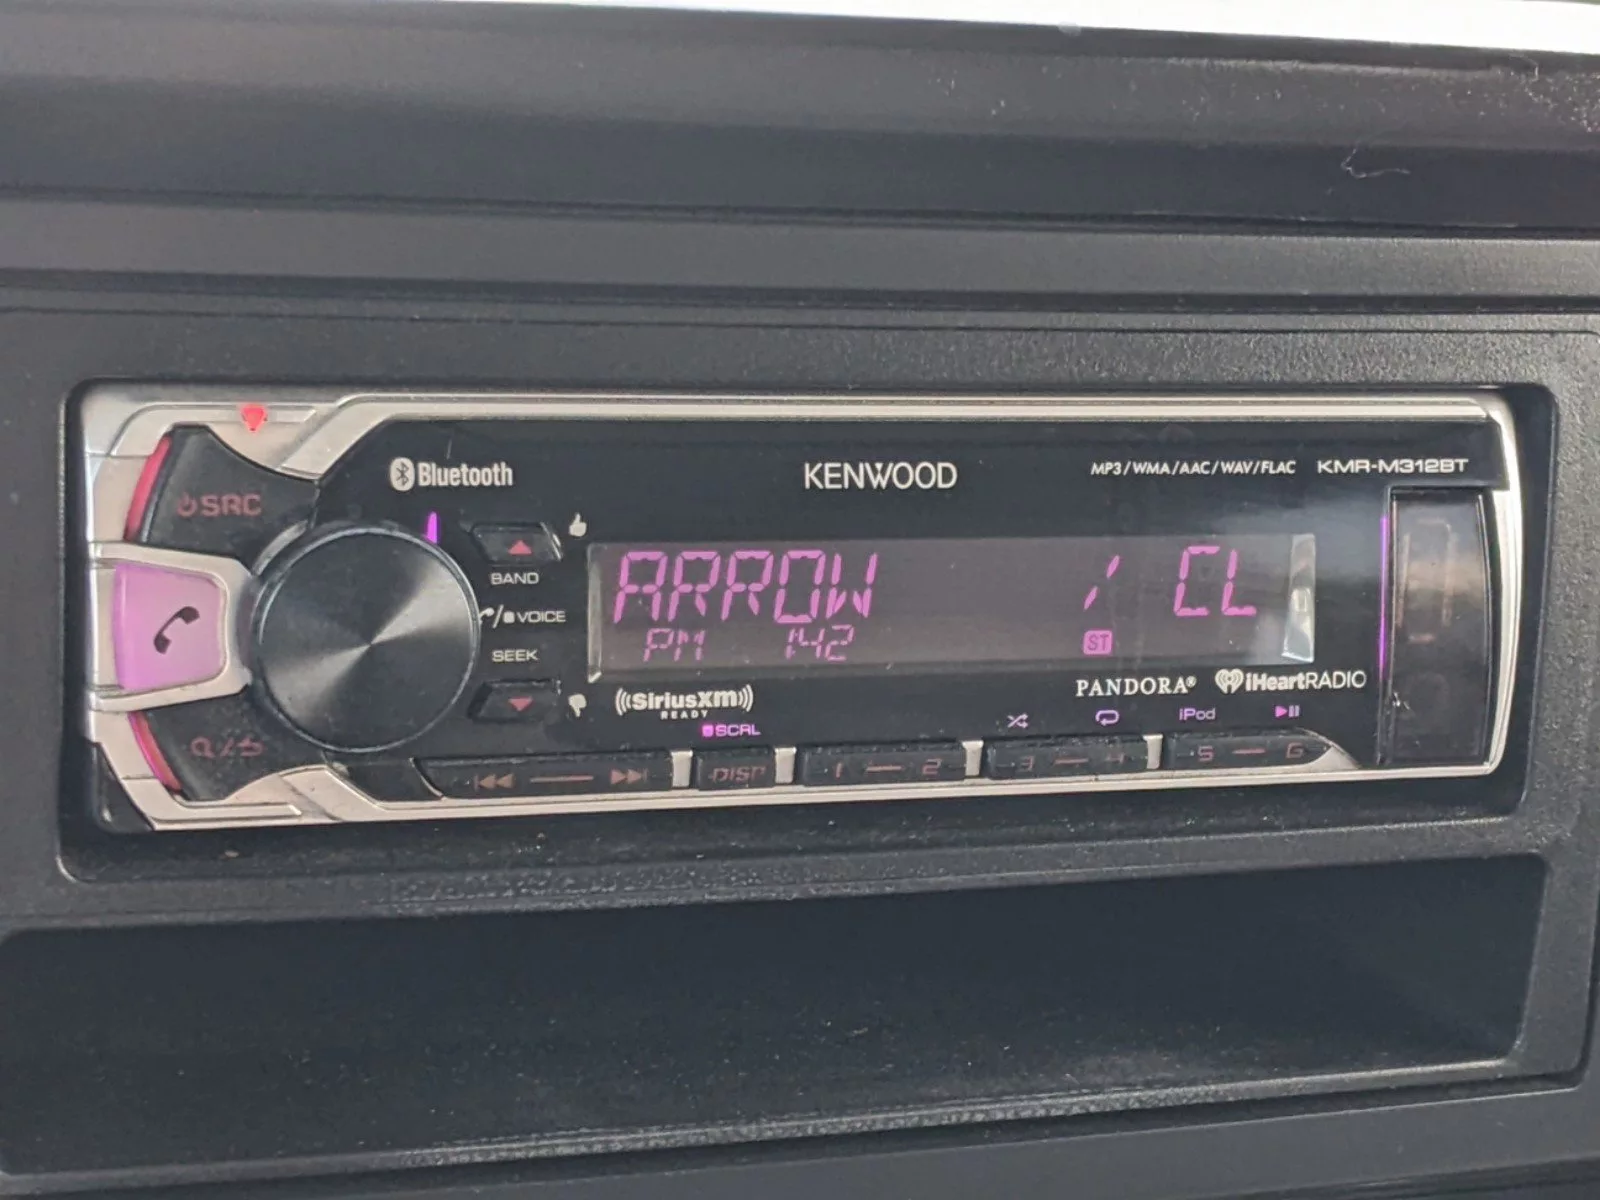 Bluetooth
KENWOOD
MP3/WMA/AAC/WAV/FLAC KMR-M312BT
SRC
BAND
VOICE
SEEK
ARROW / CL
PM 1:42
ST
SiriusXM
READY
PANDORA®
iHeartRADIO
SCRL
iPod
DISP
1 2
3 4
5 6